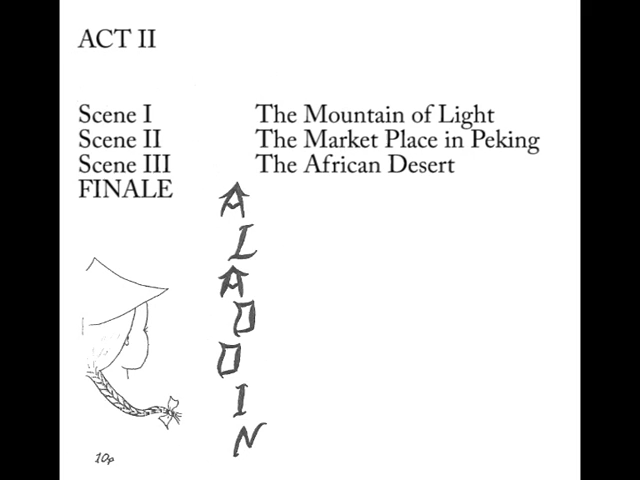 ACT II
Scene I The Mountain of Light
Scene II The Market Place in Peking
Scene III The African Desert
FINALE
ALADDIN
10p